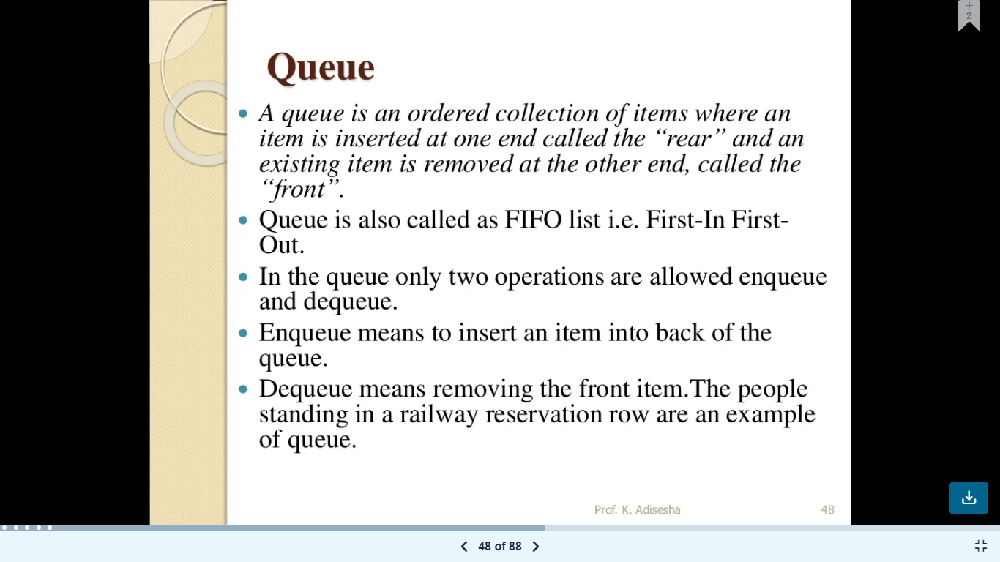 +
2
Queue
• A queue is an ordered collection of items where an
item is inserted at one end called the “rear” and an
existing item is removed at the other end, called the
“front”.
• Queue is also called as FIFO list i.e. First-In First-
Out.
• In the queue only two operations are allowed enqueue
and dequeue.
• Enqueue means to insert an item into back of the
queue.
• Dequeue means removing the front item.The people
standing in a railway reservation row are an example
of queue.
Prof. K. Adisesha 48
48 of 88